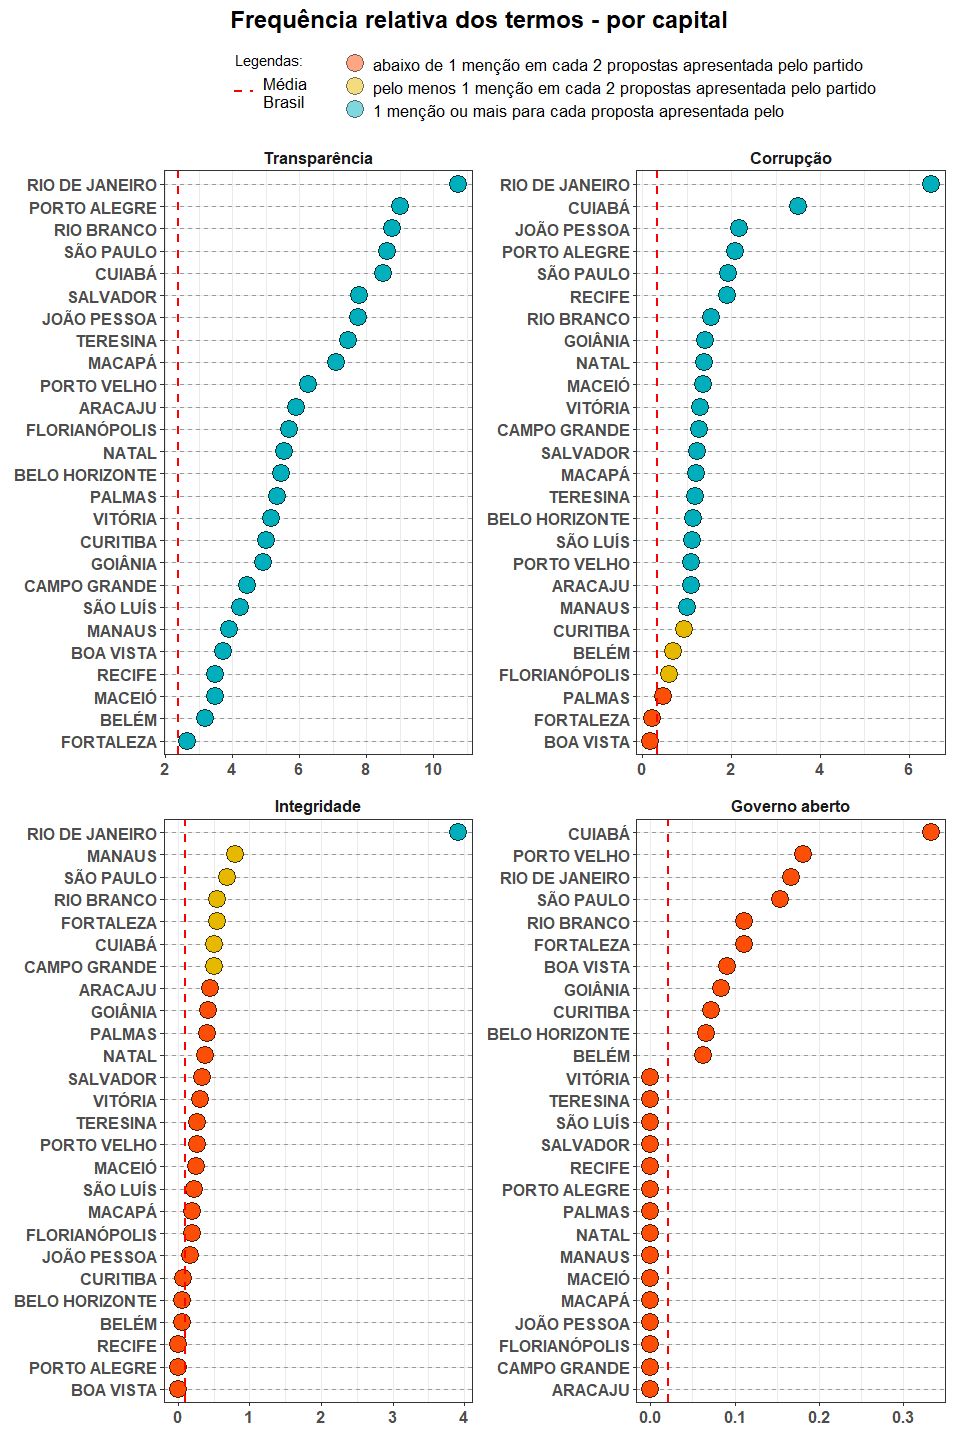 Frequência relativa dos termos - por capital
Legendas:
Média
Brasil
abaixo de 1 menção em cada 2 propostas apresentada pelo partido
pelo menos 1 menção em cada 2 propostas apresentada pelo partido
1 menção ou mais para cada proposta apresentada pelo
Transparência
RIO DE JANEIRO
PORTO ALEGRE
RIO BRANCO
SÃO PAULO
CUIABÁ
SALVADOR
JOÃO PESSOA
TERESINA
MACAPÁ
PORTO VELHO
ARACAJU
FLORIANÓPOLIS
NATAL
BELO HORIZONTE
PALMAS
VITÓRIA
CURITIBA
GOIÂNIA
CAMPO GRANDE
SÃO LUÍS
MANAUS
BOA VISTA
RECIFE
MACEIÓ
BELÉM
FORTALEZA
2 4 6 8 10
Corrupção
RIO DE JANEIRO
CUIABÁ
JOÃO PESSOA
PORTO ALEGRE
SÃO PAULO
RECIFE
RIO BRANCO
GOIÂNIA
NATAL
MACEIÓ
VITÓRIA
CAMPO GRANDE
SALVADOR
MACAPÁ
TERESINA
BELO HORIZONTE
SÃO LUÍS
PORTO VELHO
ARACAJU
MANAUS
CURITIBA
BELÉM
FLORIANÓPOLIS
PALMAS
FORTALEZA
BOA VISTA
0 2 4 6
Integridade
RIO DE JANEIRO
MANAUS
SÃO PAULO
RIO BRANCO
FORTALEZA
CUIABÁ
CAMPO GRANDE
ARACAJU
GOIÂNIA
PALMAS
NATAL
SALVADOR
VITÓRIA
TERESINA
PORTO VELHO
MACEIÓ
SÃO LUÍS
MACAPÁ
FLORIANÓPOLIS
JOÃO PESSOA
CURITIBA
BELO HORIZONTE
BELÉM
RECIFE
PORTO ALEGRE
BOA VISTA
0 1 2 3 4
Governo aberto
CUIABÁ
PORTO VELHO
RIO DE JANEIRO
SÃO PAULO
RIO BRANCO
FORTALEZA
BOA VISTA
GOIÂNIA
CURITIBA
BELO HORIZONTE
BELÉM
VITÓRIA
TERESINA
SÃO LUÍS
SALVADOR
RECIFE
PORTO ALEGRE
PALMAS
NATAL
MANAUS
MACEIÓ
MACAPÁ
JOÃO PESSOA
FLORIANÓPOLIS
CAMPO GRANDE
ARACAJU
0.0 0.1 0.2 0.3